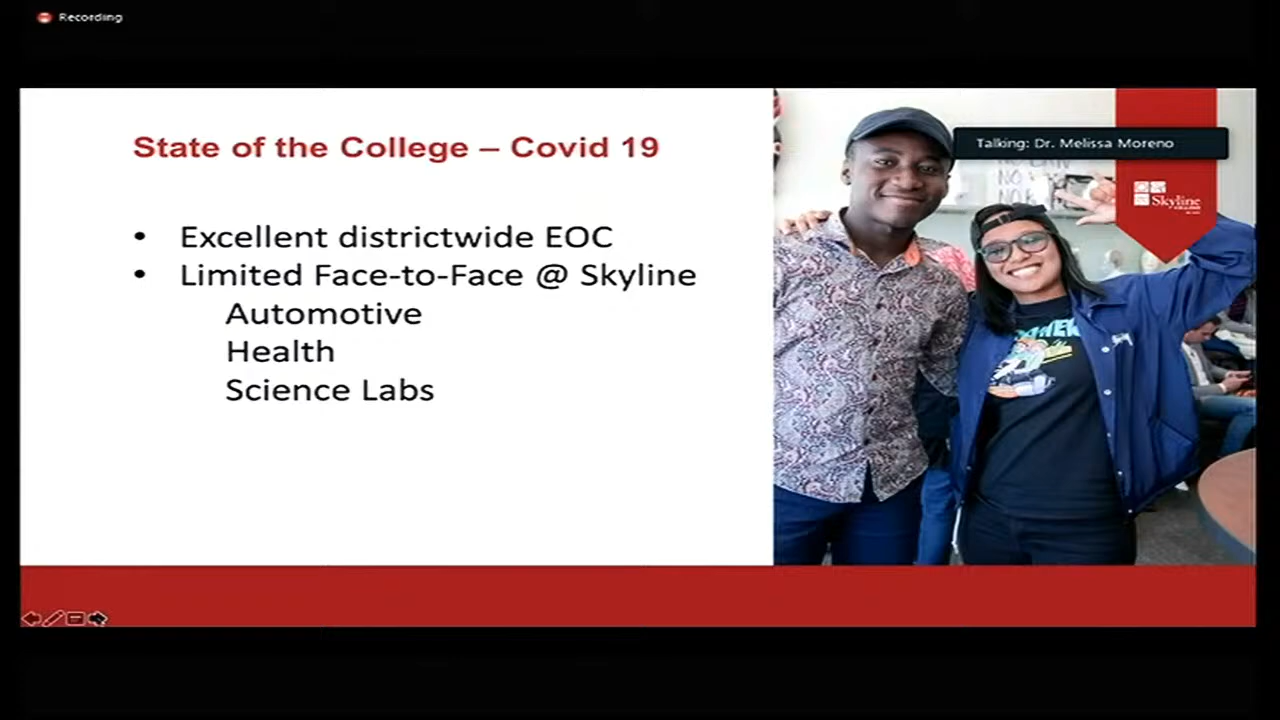 Recording
State of the College – Covid 19
Talking: Dr. Melissa Moreno
Skyline
• Excellent districtwide EOC
• Limited Face-to-Face @ Skyline
Automotive
Health
Science Labs